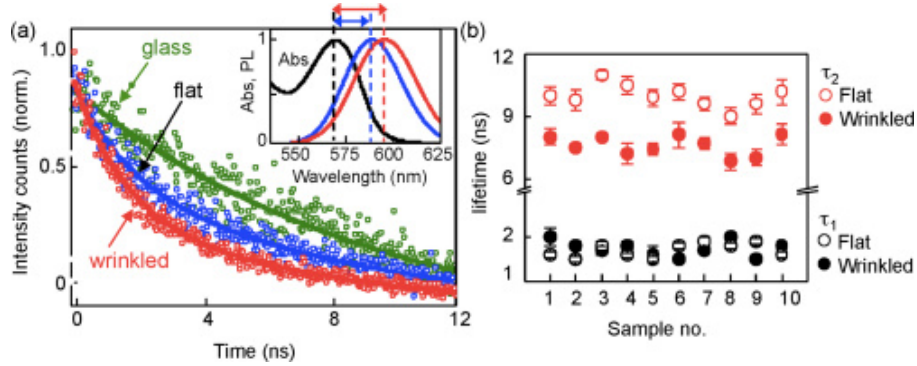 (a)
Intensity counts (norm.)
1.0
0.5
0
glass
flat
wrinkled
0 4 8 12
Time (ns)
Abs, PL
1
0
Abs
550 575 600 625
Wavelength (nm)
(b)
lifetime (ns)
12
10
8
6
2
1
1 2 3 4 5 6 7 8 9 10
Sample no.
τ2
Flat
Wrinkled
τ1
Flat
Wrinkled